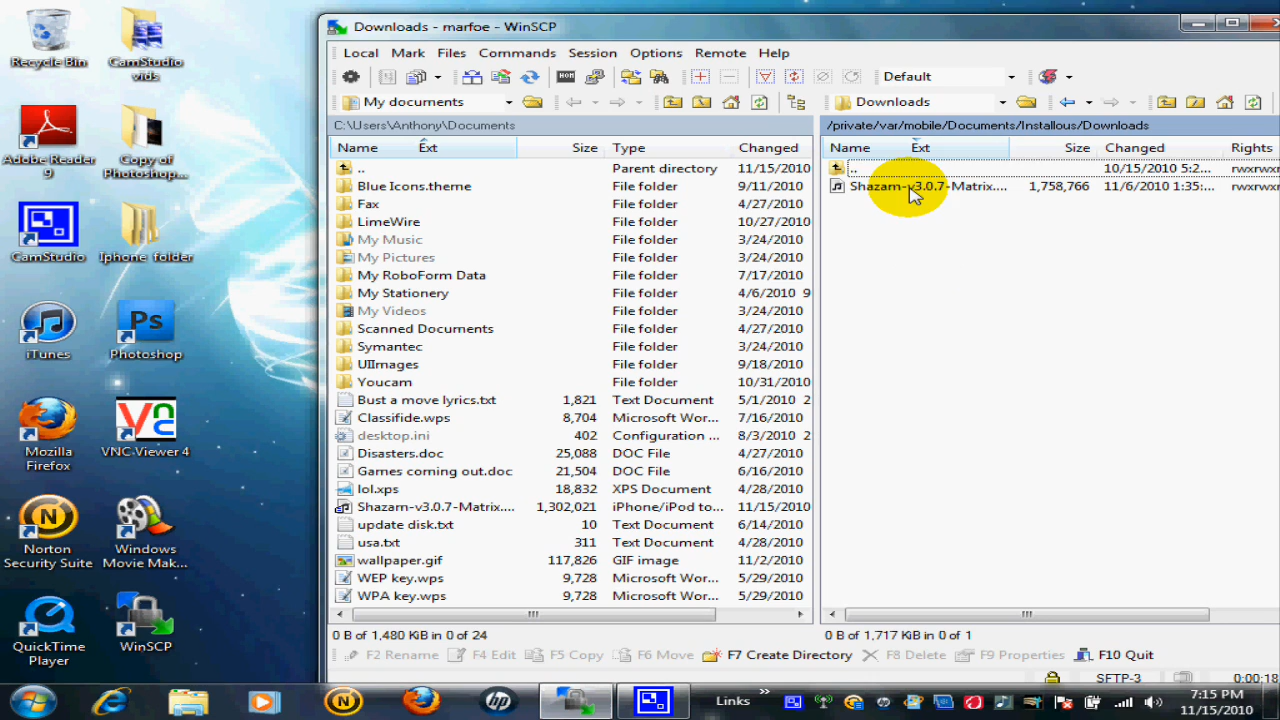 Downloads - marfoe - WinSCP
Local Mark Files Commands Session Options Remote Help
Default
My documents
Downloads
C:\Users\Anthony\Documents
/private/var/mobile/Documents/Installous/Downloads
Name Ext Size Type Changed
Name Ext Size Changed Rights
.. Parent directory 11/15/2010
.. 10/15/2010 5:2... rwxrwxr
Blue Icons.theme File folder 9/11/2010
Shazam-v3.0.7-Matrix.... 1,758,766 11/6/2010 1:35:... rwxrwxr
Fax File folder 4/27/2010
LimeWire File folder 10/27/2010
My Music File folder 3/24/2010
My Pictures File folder 3/24/2010
My RoboForm Data File folder 7/17/2010
My Stationery File folder 4/6/2010 9
My Videos File folder 3/24/2010
Scanned Documents File folder 4/27/2010
Symantec File folder 4/27/2010
UIImages File folder 9/18/2010
Youcam File folder 10/31/2010
Bust a move lyrics.txt 1,821 Text Document 5/1/2010 2
Classifide.wps 8,704 Microsoft Wor... 7/16/2010
desktop.ini 402 Configuration ... 8/3/2010 2
Disasters.doc 25,088 DOC File 4/27/2010
Games coming out.doc 21,504 DOC File 6/16/2010
lol.xps 18,832 XPS Document 4/28/2010
Shazam-v3.0.7-Matrix.... 1,302,021 iPhone/iPod to... 11/15/2010
update disk.txt 10 Text Document 6/14/2010
usa.txt 311 Text Document 4/28/2010
wallpaper.gif 117,826 GIF image 11/2/2010
WEP key.wps 9,728 Microsoft Wor... 5/29/2010
WPA key.wps 9,728 Microsoft Wor... 5/29/2010
0 B of 1,480 KiB in 0 of 24
0 B of 1,717 KiB in 0 of 1
F2 Rename F4 Edit F5 Copy F6 Move F7 Create Directory F8 Delete F9 Properties F10 Quit
SFTP-3 0:00:18
Recycle Bin
CamStudio vids
Adobe Reader 9
Copy of Photoshop...
CamStudio
Iphone folder
iTunes
Photoshop
Mozilla Firefox
VNC Viewer 4
Norton Security Suite
Windows Movie Mak...
QuickTime Player
WinSCP
Links
7:15 PM
11/15/2010